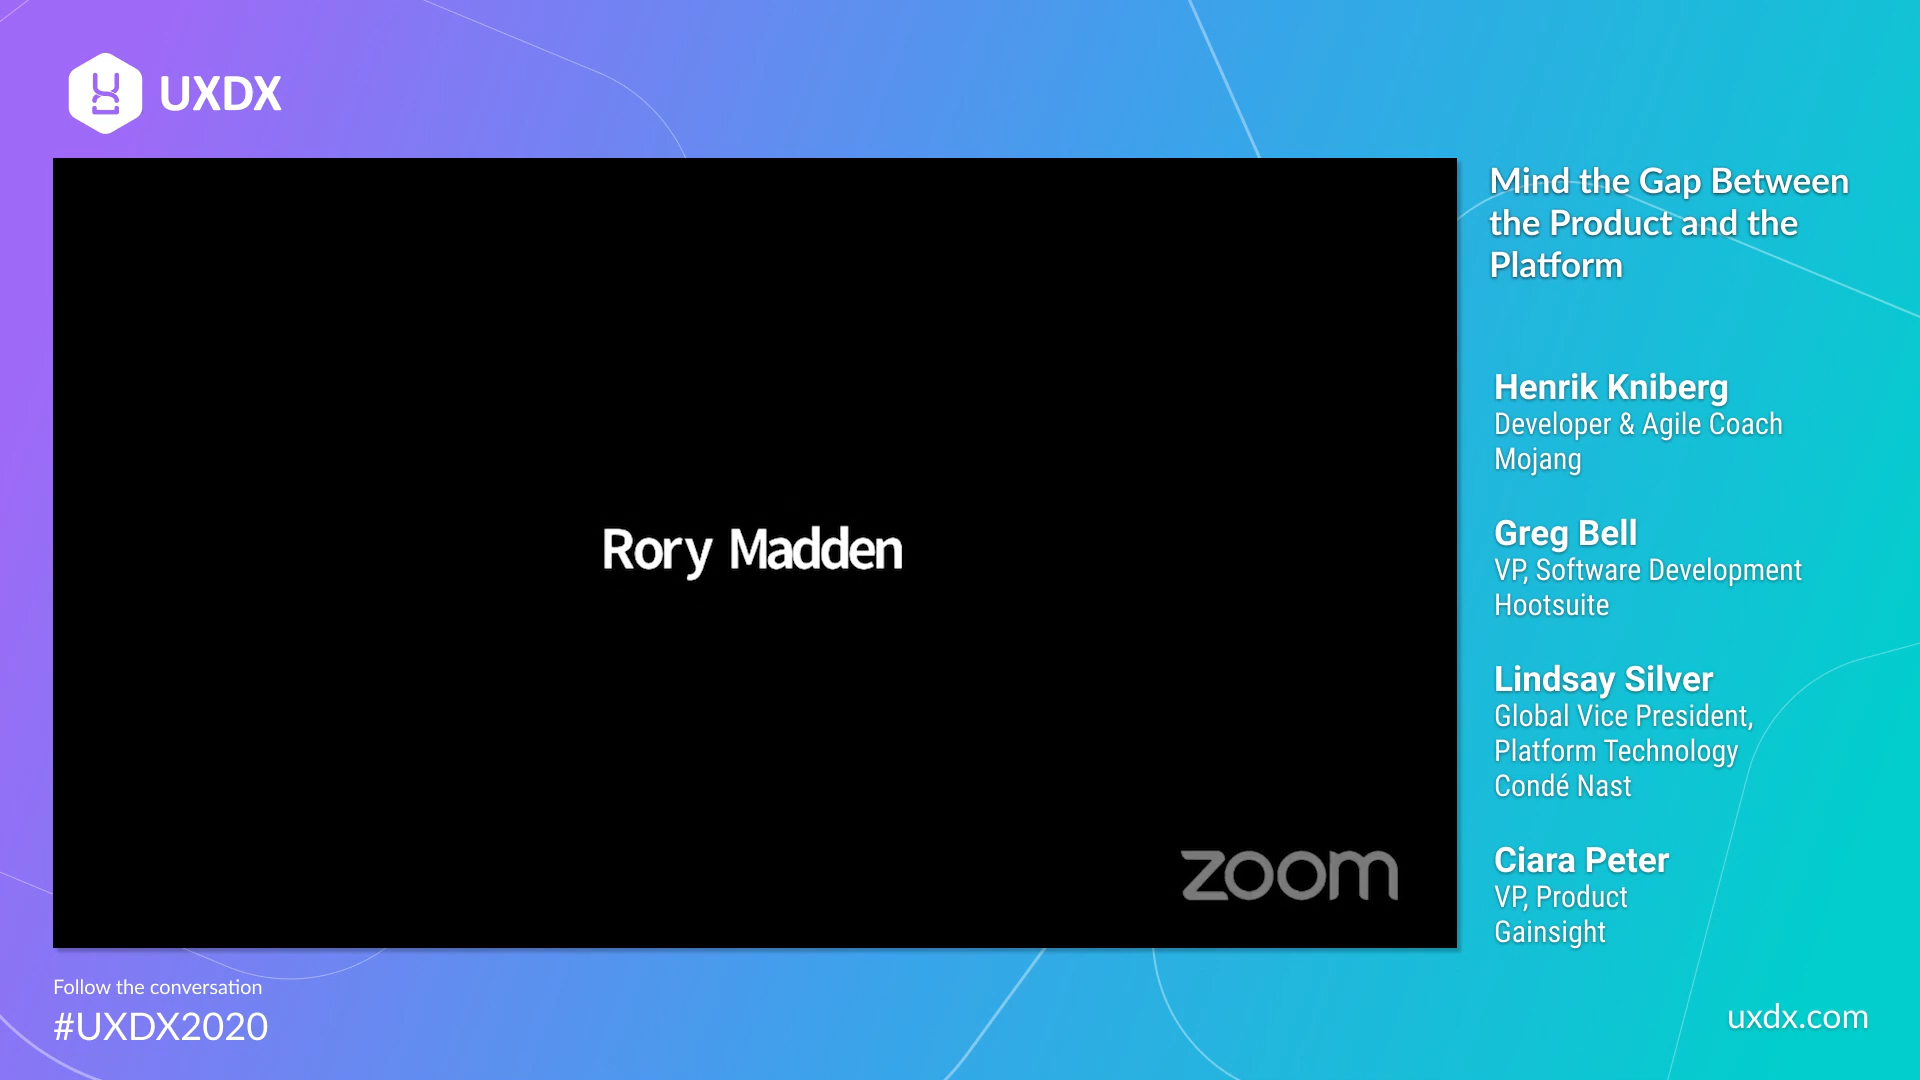 UXDX
Mind the Gap Between
the Product and the
Platform
Rory Madden
zoom
Henrik Kniberg
Developer & Agile Coach
Mojang
Greg Bell
VP, Software Development
Hootsuite
Lindsay Silver
Global Vice President,
Platform Technology
Condé Nast
Ciara Peter
VP, Product
Gainsight
Follow the conversation
#UXDX2020
uxdx.com